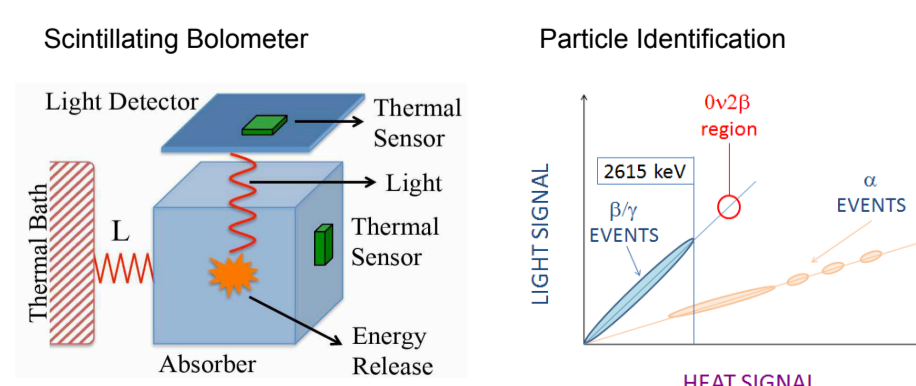 Scintillating Bolometer
Light Detector
Thermal
Sensor
Light
Thermal
Sensor
Thermal Bath
L
Energy
Release
Absorber
Particle Identification
0ν2β
region
2615 keV
β/γ
EVENTS
α
EVENTS
LIGHT SIGNAL
HEAT SIGNAL